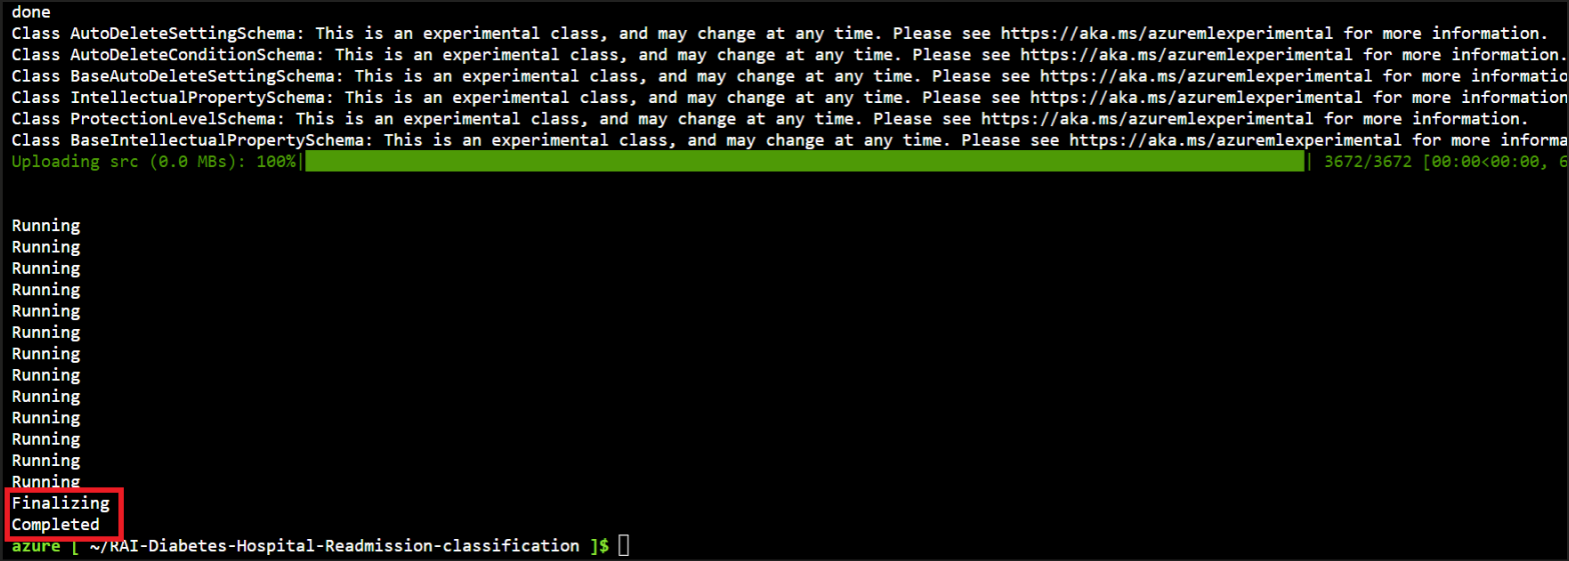 done
Class AutoDeleteSettingSchema: This is an experimental class, and may change at any time. Please see https://aka.ms/azuremlexperimental for more information.
Class AutoDeleteConditionSchema: This is an experimental class, and may change at any time. Please see https://aka.ms/azuremlexperimental for more information.
Class BaseAutoDeleteSettingSchema: This is an experimental class, and may change at any time. Please see https://aka.ms/azuremlexperimental for more informatio
Class IntellectualPropertySchema: This is an experimental class, and may change at any time. Please see https://aka.ms/azuremlexperimental for more information
Class ProtectionLevelSchema: This is an experimental class, and may change at any time. Please see https://aka.ms/azuremlexperimental for more information.
Class BaseIntellectualPropertySchema: This is an experimental class, and may change at any time. Please see https://aka.ms/azuremlexperimental for more informa
Uploading src (0.0 MBs): 100%| | 3672/3672 [00:00<00:00, 6
Running
Running
Running
Running
Running
Running
Running
Running
Running
Running
Running
Running
Running
Finalizing
Completed
azure [ ~/RAI-Diabetes-Hospital-Readmission-classification ]$